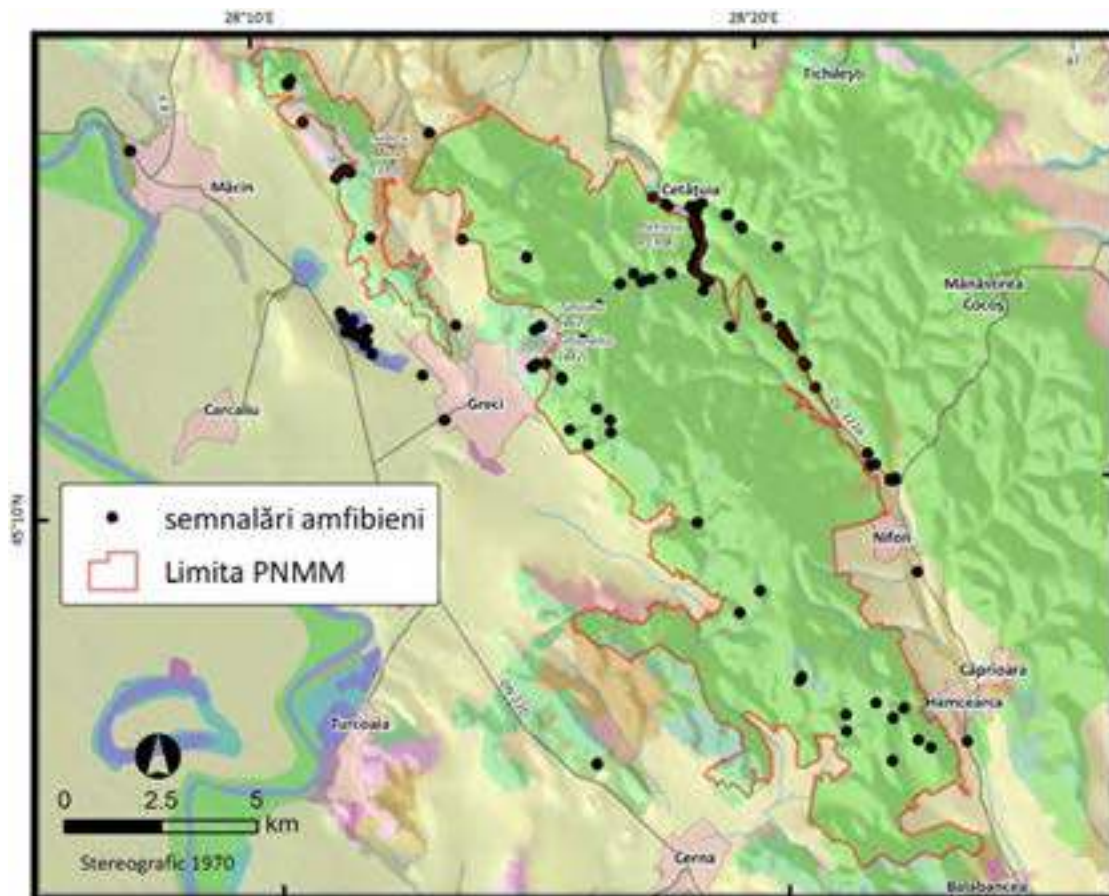 28°10'E
28°20'E
Tichilești
Măcin
Cetățuia
Mănăstirea
Cocoș
Carcaliu
Greci
45°10'N
semnalări amfibieni
Limita PNMM
Nifon
Căprioara
Hamcearca
Turcoaia
0 2.5 5
km
Stereografic 1970
Cerna
Balabancea